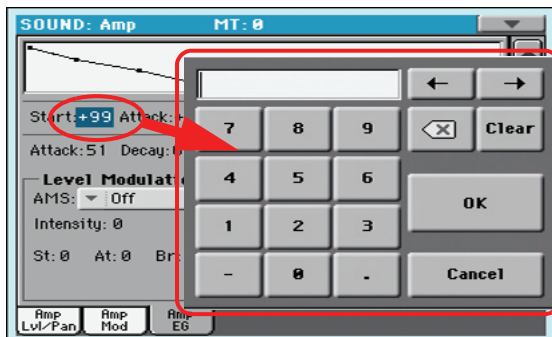 SOUND: Amp MT: 0
← →
Start: +99 Attack:
7 8 9 Clear
Attack: 51 Decay:
Level Modulati
4 5 6 OK
AMS: Off
Intensity: 0
1 2 3
St: 0 At: 0 Br:
- 0 . Cancel
Amp Lvl/Pan Amp Mod Amp EG